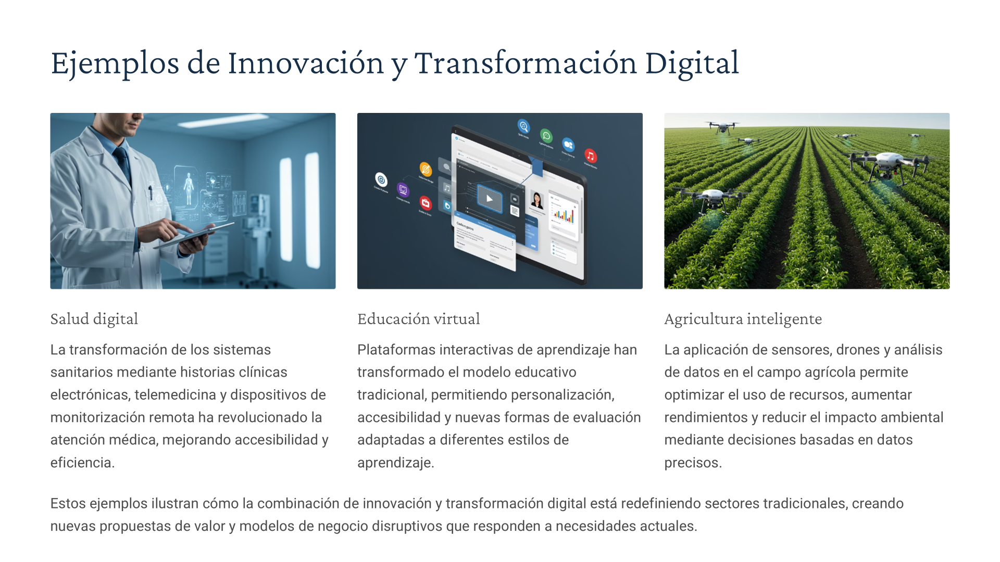 Ejemplos de Innovación y Transformación Digital
Salud digital
La transformación de los sistemas
sanitarios mediante historias clínicas
electrónicas, telemedicina y dispositivos de
monitorización remota ha revolucionado la
atención médica, mejorando accesibilidad y
eficiencia.
Educación virtual
Plataformas interactivas de aprendizaje han
transformado el modelo educativo
tradicional, permitiendo personalización,
accesibilidad y nuevas formas de evaluación
adaptadas a diferentes estilos de
aprendizaje.
Agricultura inteligente
La aplicación de sensores, drones y análisis
de datos en el campo agrícola permite
optimizar el uso de recursos, aumentar
rendimientos y reducir el impacto ambiental
mediante decisiones basadas en datos
precisos.
Estos ejemplos ilustran cómo la combinación de innovación y transformación digital está redefiniendo sectores tradicionales, creando
nuevas propuestas de valor y modelos de negocio disruptivos que responden a necesidades actuales.